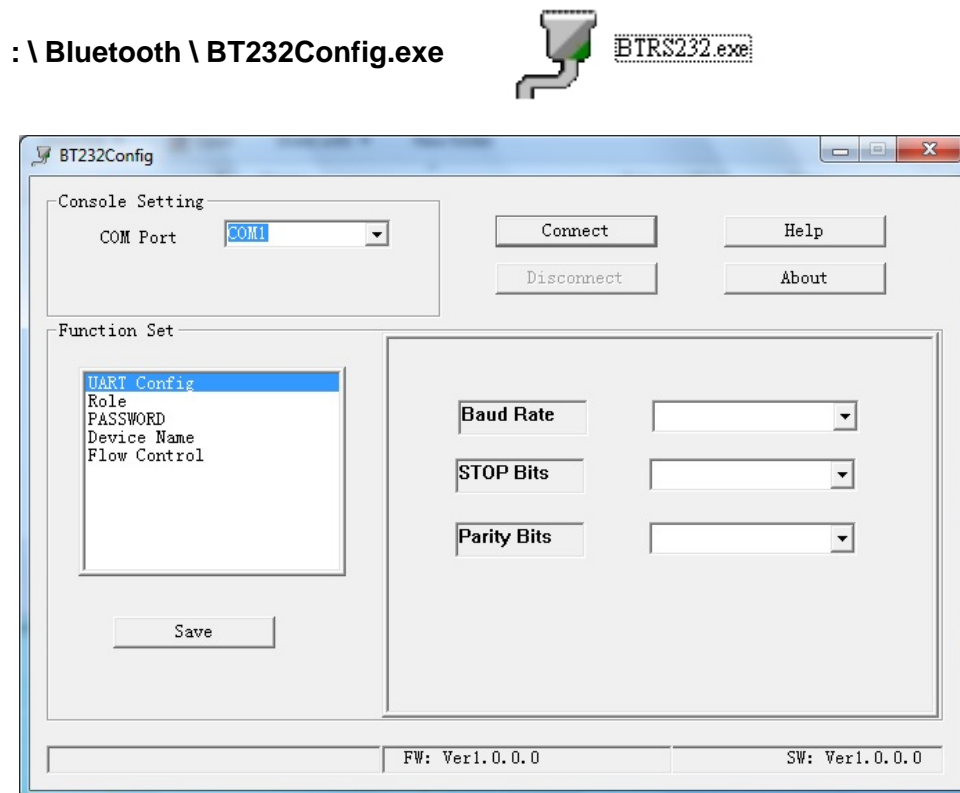 : \ Bluetooth \ BT232Config.exe
BTRS232.exe
BT232Config
Console Setting
COM Port
COM1
Connect
Help
Disconnect
About
Function Set
UART Config
Role
PASSWORD
Device Name
Flow Control
Baud Rate
STOP Bits
Parity Bits
Save
FW: Ver1.0.0.0
SW: Ver1.0.0.0